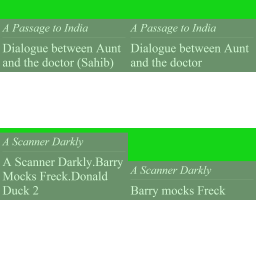 A Passage to India
Dialogue between Aunt
and the doctor (Sahib)
A Passage to India
Dialogue between Aunt
and the doctor
A Scanner Darkly
A Scanner Darkly.Barry
Mocks Freck.Donald
Duck 2
A Scanner Darkly
Barry mocks Freck